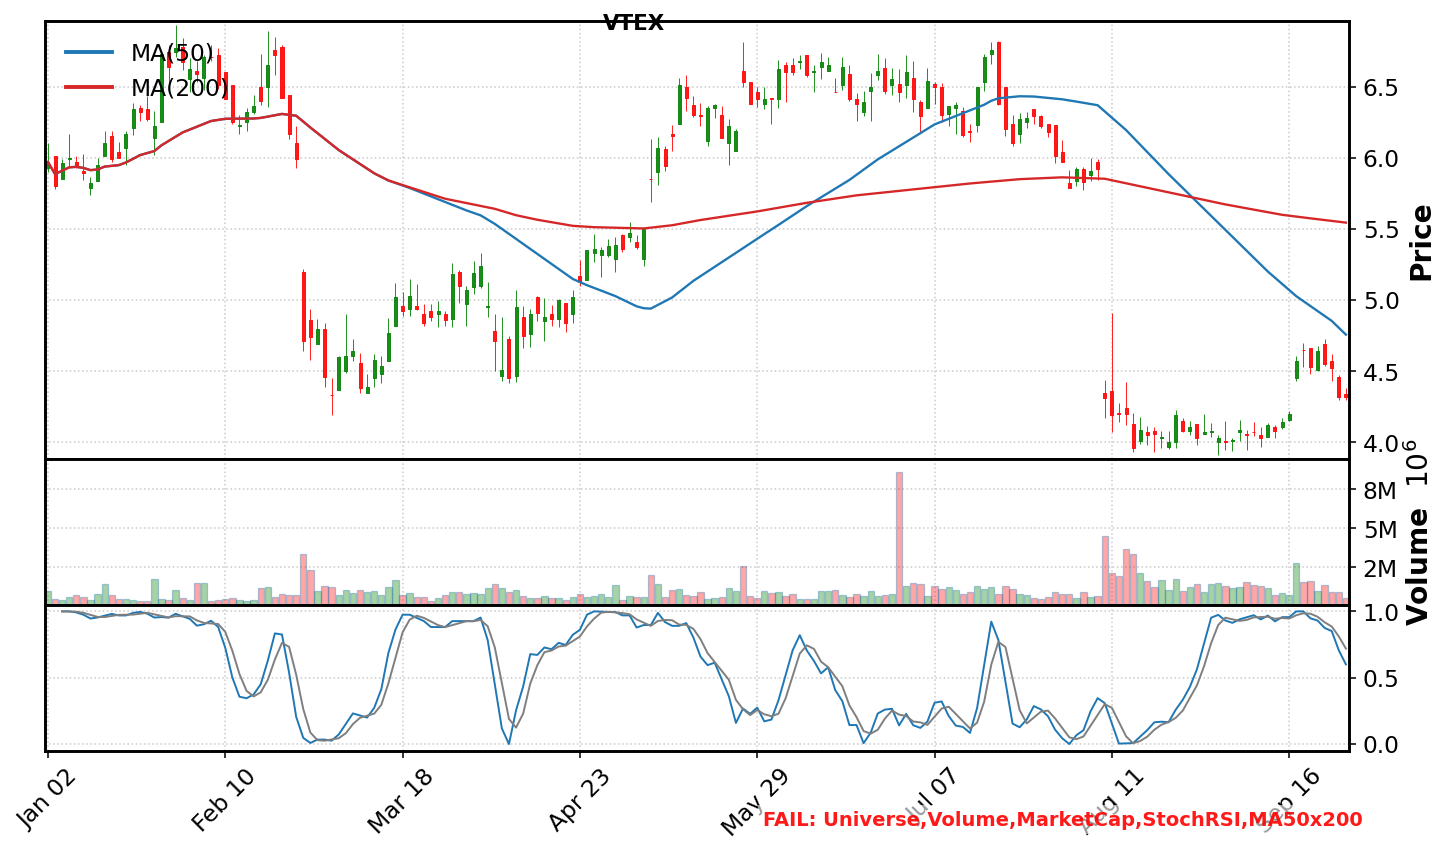 VTEX
MA(50)
MA(200)
6.5
6.0
5.5
5.0
4.5
4.0
Price
8M
5M
2M
Volume 10^6
1.0
0.5
0.0
Jan 02
Feb 10
Mar 18
Apr 23
May 29
Jul 07
Aug 11
Sep 16
FAIL: Universe,Volume,MarketCap,StochRSI,MA50x200